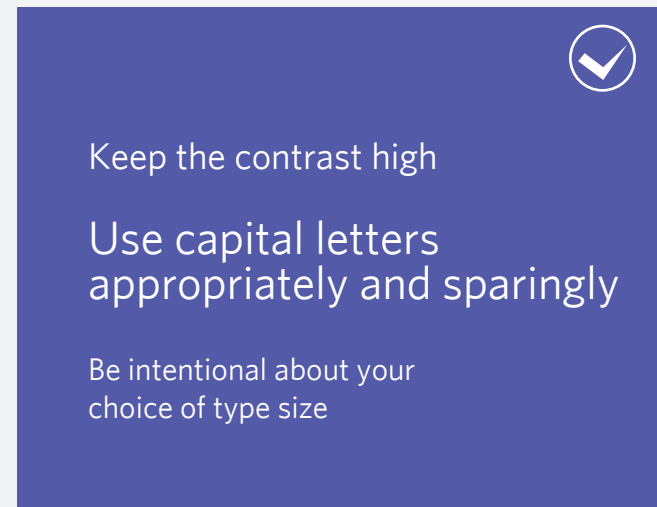 Keep the contrast high
Use capital letters
appropriately and sparingly
Be intentional about your
choice of type size